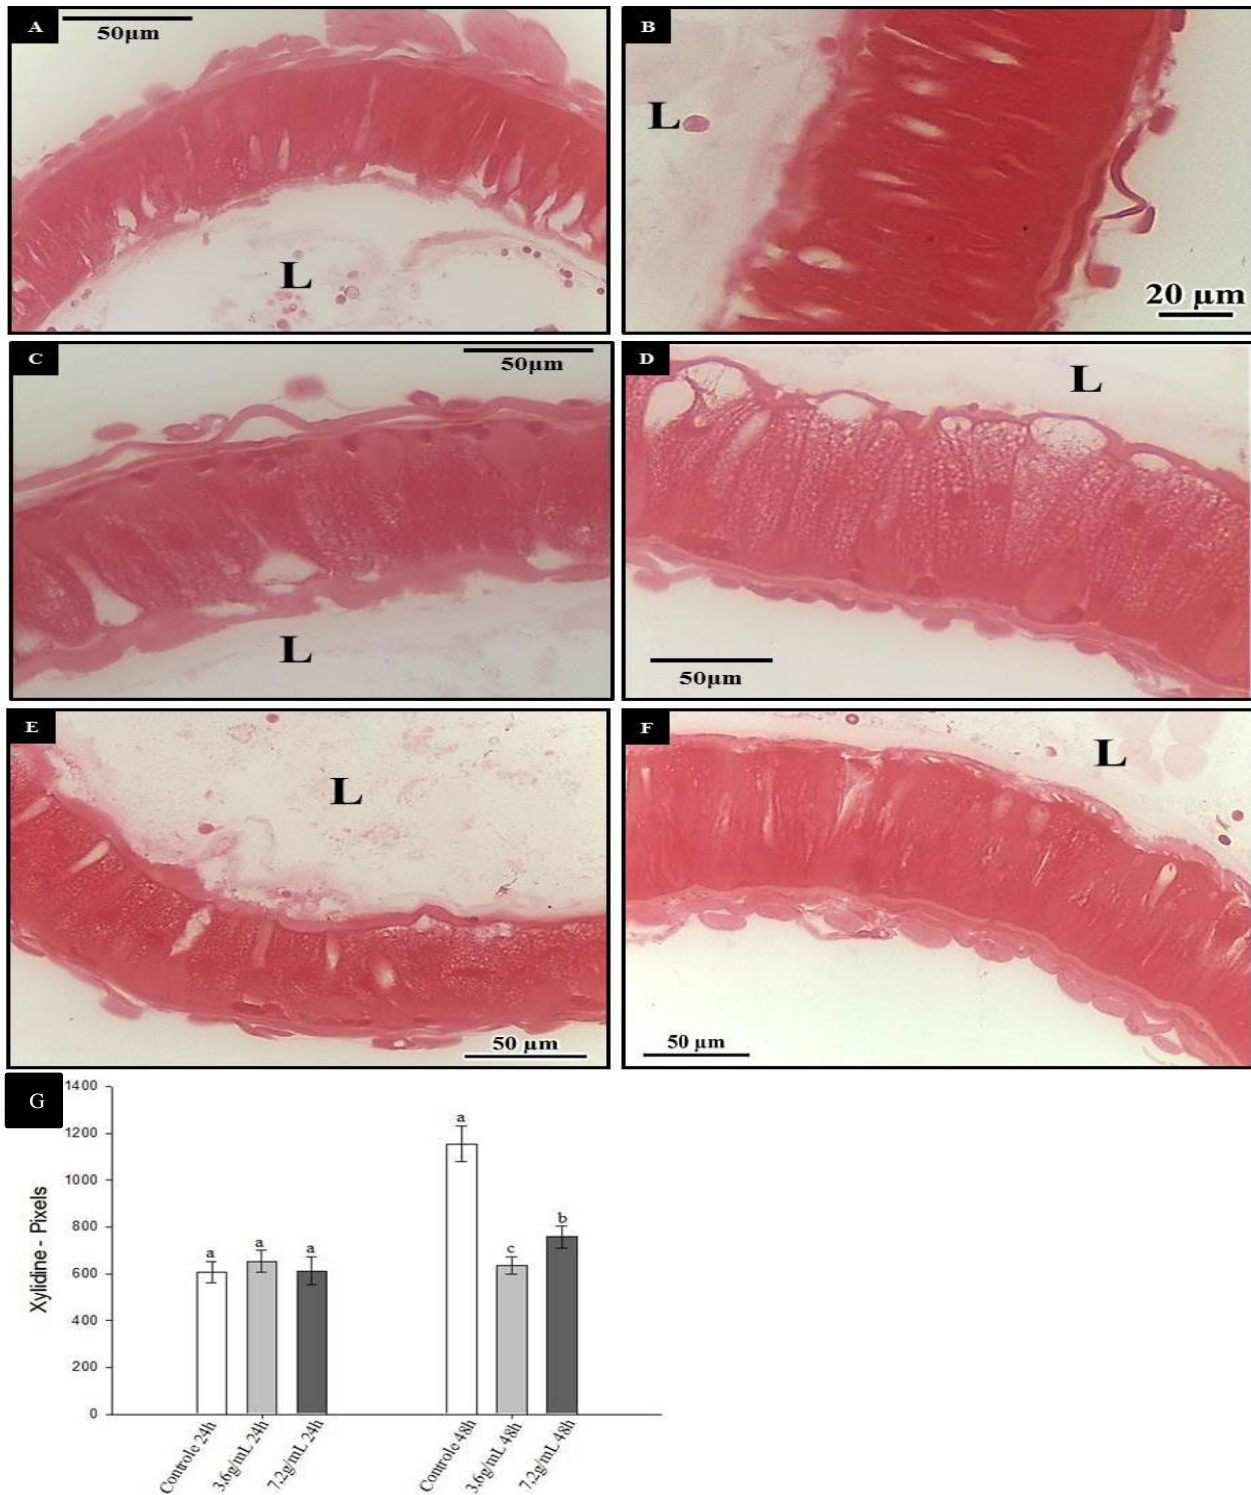 A
50µm
L
B
L
20 µm
C
50µm
L
D
L
50µm
E
L
50 µm
F
L
50 µm
G
Xylidine - Pixels
1400
1200
1000
800
600
400
200
0
a
a
a
a
c
b
Controle 24h
3,6g/mL 24h
7,2g/mL 24h
Controle 48h
3,6g/mL 48h
7,2g/mL 48h